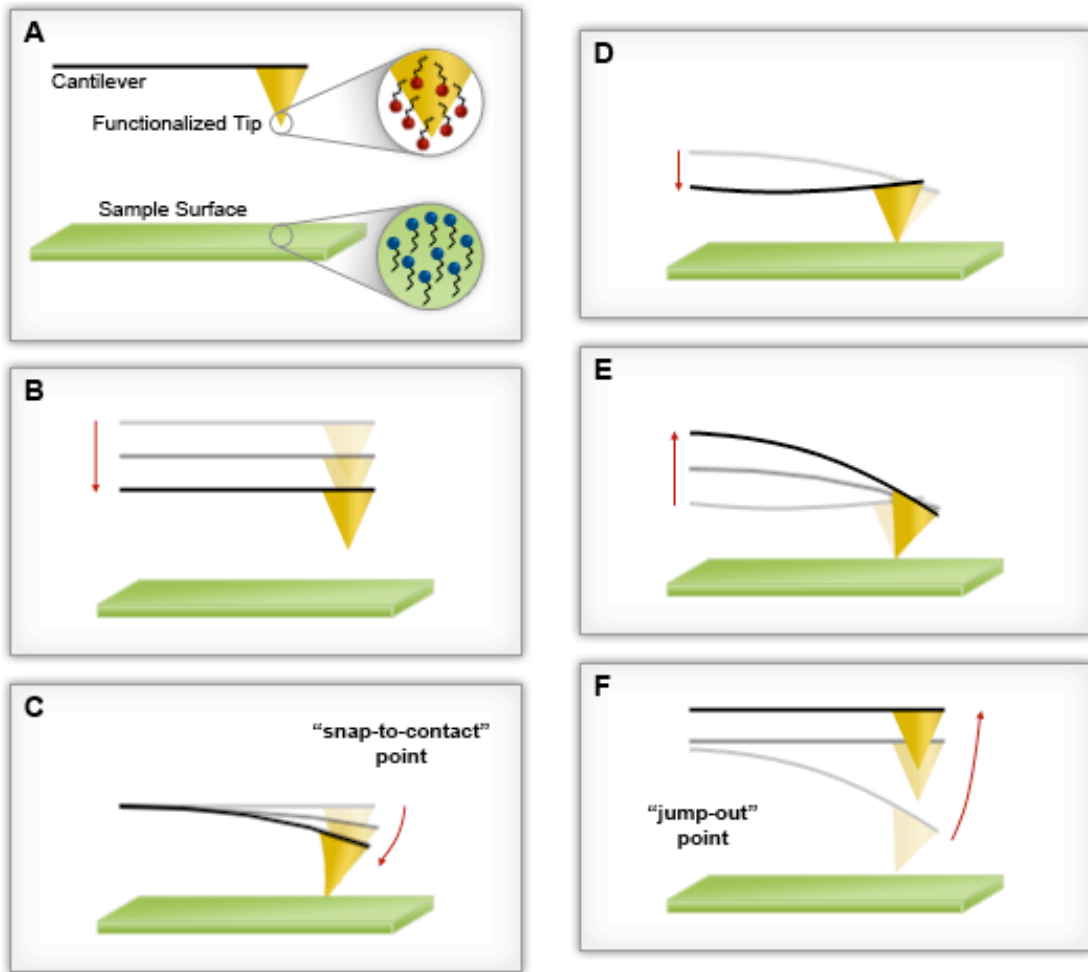 A
Cantilever
Functionalized Tip
Sample Surface
B
C
“snap-to-contact”
point
D
E
F
“jump-out”
point